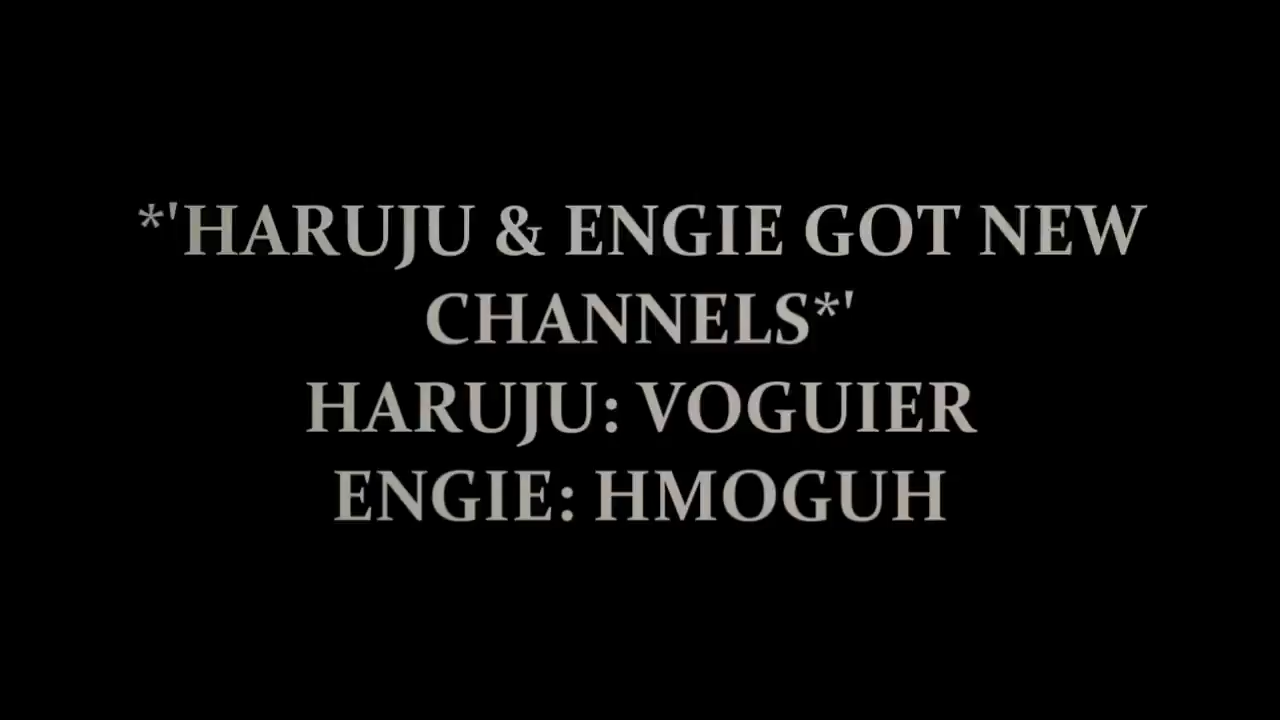 *'HARUJU & ENGIE GOT NEW
CHANNELS*'
HARUJU: VOGUIER
ENGIE: HMOGUH